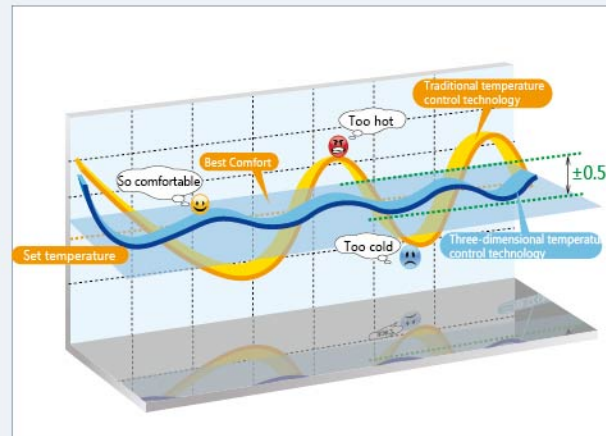 Traditional temperature
control technology
Too hot
Best Comfort
So comfortable
±0.5
Set temperature
Too cold
Three-dimensional temperatu
control technology